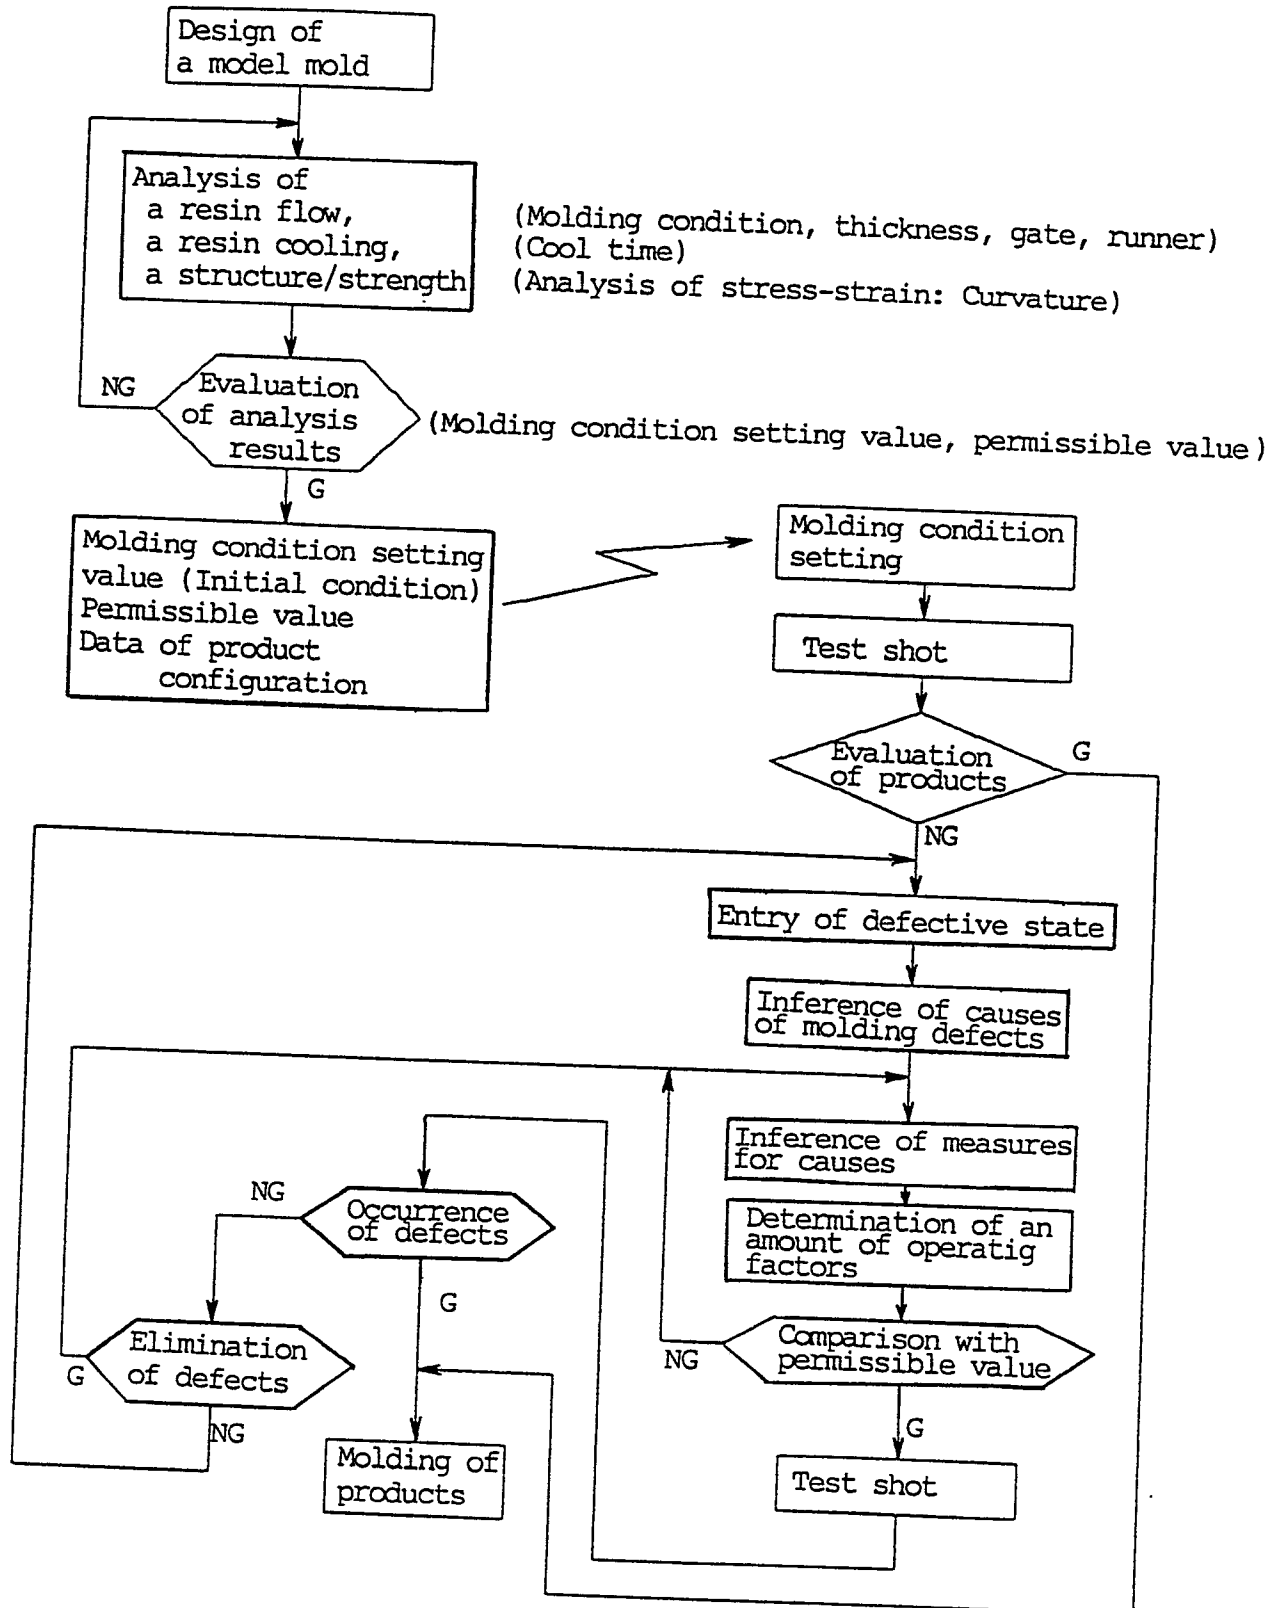 Design of
a model mold
Analysis of
a resin flow,
a resin cooling,
a structure/strength
(Molding condition, thickness, gate, runner)
(Cool time)
(Analysis of stress-strain: Curvature)
NG
Evaluation
of analysis
results
(Molding condition setting value, permissible value)
G
Molding condition setting
value (Initial condition)
Permissible value
Data of product
configuration
Molding condition
setting
Test shot
Evaluation
of products
G
NG
Entry of defective state
Inference of causes
of molding defects
Inference of measures
for causes
Determination of an
amount of operatig
factors
Comparison with
permissible value
NG
G
Test shot
Occurrence
of defects
NG
G
Elimination
of defects
G
NG
Molding of
products